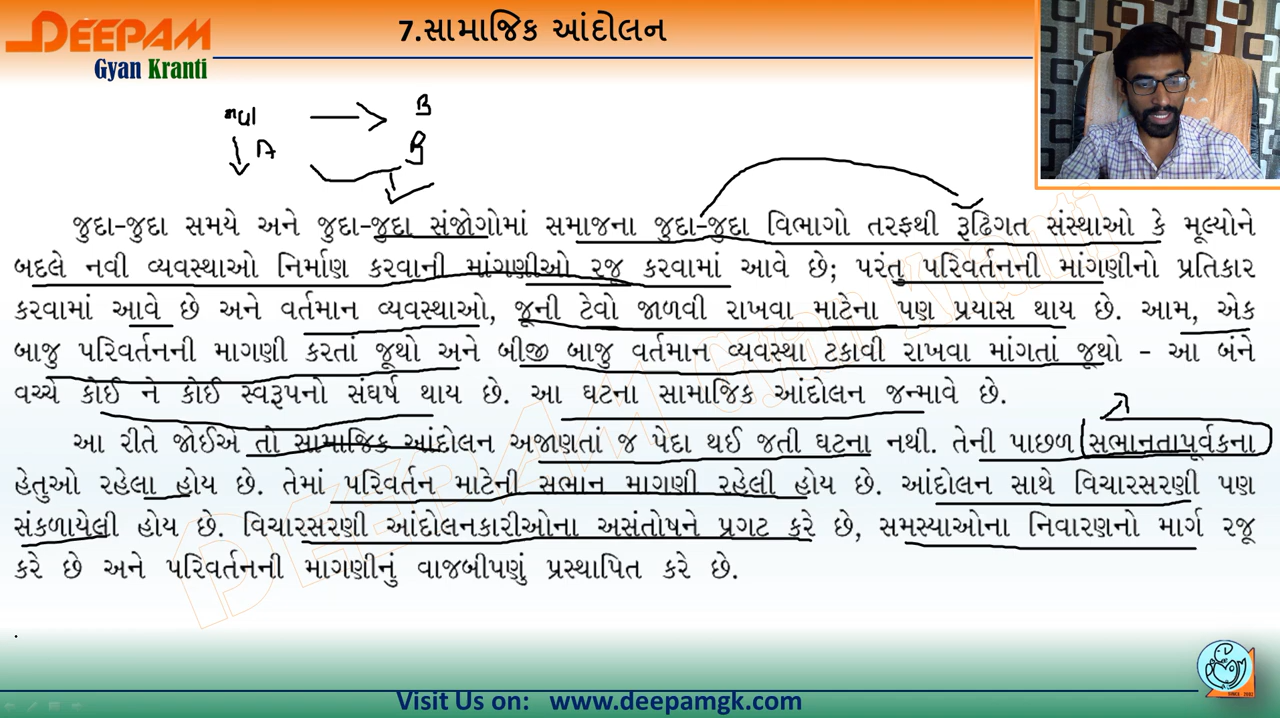 DEEPAM
Gyan Kranti
7.સામાજિક આંદોલન
B
A
B
જુદા-જુદા સમયે અને જુદા-જુદા સંજોગોમાં સમાજના જુદા-જુદા વિભાગો તરફથી રૂઢિગત સંસ્થાઓ કે મૂલ્યોને
બદલે નવી વ્યવસ્થાઓ નિર્માણ કરવાની માંગણીઓ રજૂ કરવામાં આવે છે; પરંતુ પરિવર્તનની માંગણીનો પ્રતિકાર
કરવામાં આવે છે અને વર્તમાન વ્યવસ્થાઓ, જૂની ટેવો જાળવી રાખવા માટેના પણ પ્રયાસ થાય છે. આમ, એક
બાજુ પરિવર્તનની માગણી કરતાં જૂથો અને બીજી બાજુ વર્તમાન વ્યવસ્થા ટકાવી રાખવા માંગતાં જૂથો - આ બંને
વચ્ચે કોઈ ને કોઈ સ્વરૂપનો સંઘર્ષ થાય છે. આ ઘટના સામાજિક આંદોલન જન્માવે છે.
આ રીતે જોઈએ તો સામાજિક આંદોલન અજાણતાં જ પેદા થઈ જતી ઘટના નથી. તેની પાછળ સભાનતાપૂર્વકના
હેતુઓ રહેલા હોય છે. તેમાં પરિવર્તન માટેની સભાન માગણી રહેલી હોય છે. આંદોલન સાથે વિચારસરણી પણ
સંકળાયેલી હોય છે. વિચારસરણી આંદોલનકારીઓના અસંતોષને પ્રગટ કરે છે, સમસ્યાઓના નિવારણનો માર્ગ રજૂ
કરે છે અને પરિવર્તનની માગણીનું વાજબીપણું પ્રસ્થાપિત કરે છે.
DEEPAM Gyan Kranti
Visit Us on: www.deepamgk.com